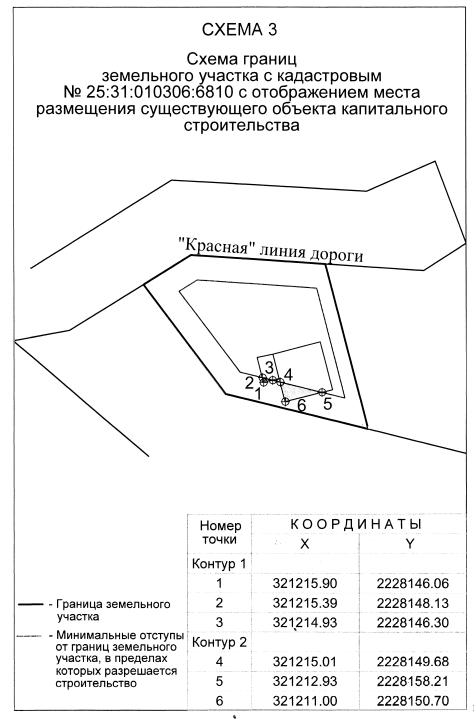 СХЕМА 3
Схема границ
земельного участка с кадастровым
№ 25:31:010306:6810 с отображением места
размещения существующего объекта капитального
строительства
"Красная" линия дороги
3
2 4
1
6 5
Номер точки КООРДИНАТЫ
X Y
Контур 1
1 321215.90 2228146.06
2 321215.39 2228148.13
3 321214.93 2228146.30
Контур 2
4 321215.01 2228149.68
5 321212.93 2228158.21
6 321211.00 2228150.70
- Граница земельного
участка
- Минимальные отступы
от границ земельного
участка, в пределах
которых разрешается
строительство